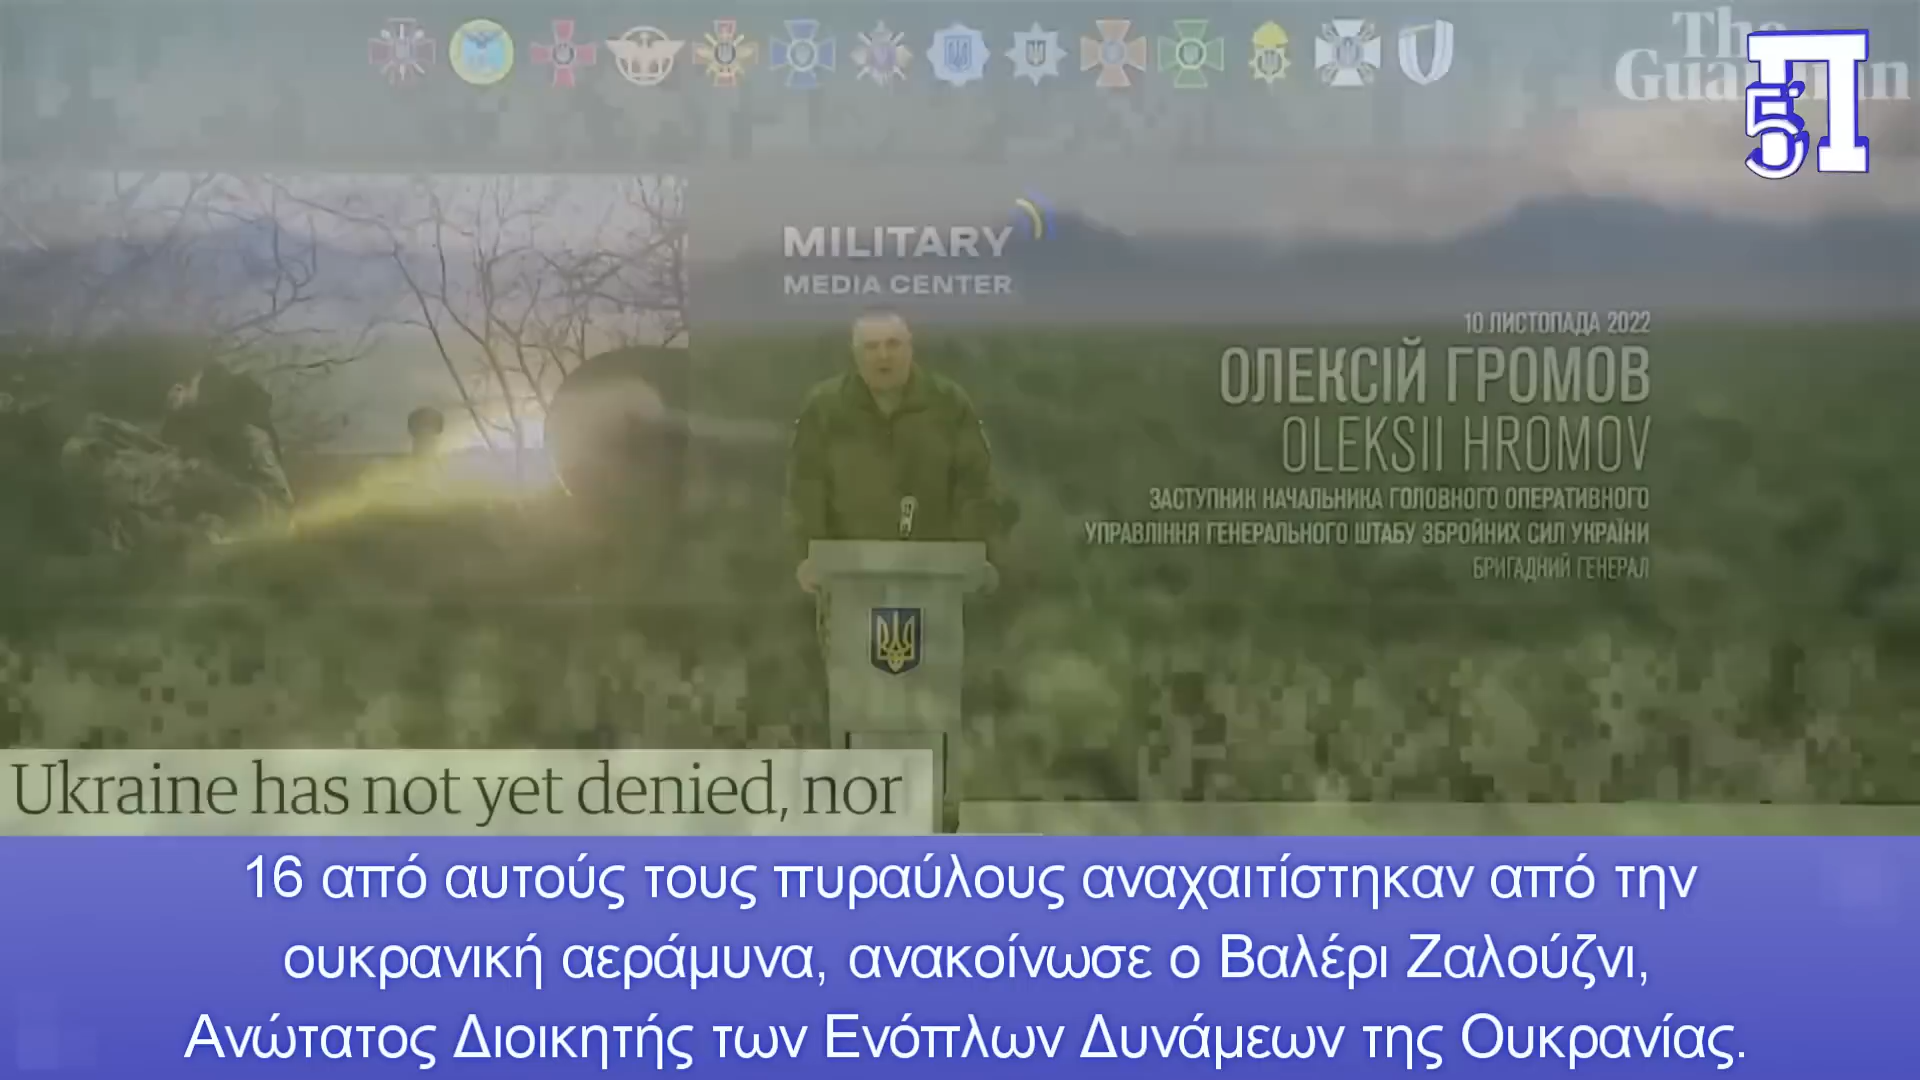 The
Guardian
5'Π
MILITARY
MEDIA CENTER
10 ЛИСТОПАДА 2022
ОЛЕКСІЙ ГРОМОВ
OLEKSII HROMOV
ЗАСТУПНИК НАЧАЛЬНИКА ГОЛОВНОГО ОПЕРАТИВНОГО
УПРАВЛІННЯ ГЕНЕРАЛЬНОГО ШТАБУ ЗБРОЙНИХ СИЛ УКРАЇНИ
БРИГАДНИЙ ГЕНЕРАЛ
Ukraine has not yet denied, nor
16 από αυτούς τους πυραύλους αναχαιτίστηκαν από την
ουκρανική αεράμυνα, ανακοίνωσε ο Βαλέρι Ζαλούζνι,
Ανώτατος Διοικητής των Ενόπλων Δυνάμεων της Ουκρανίας.